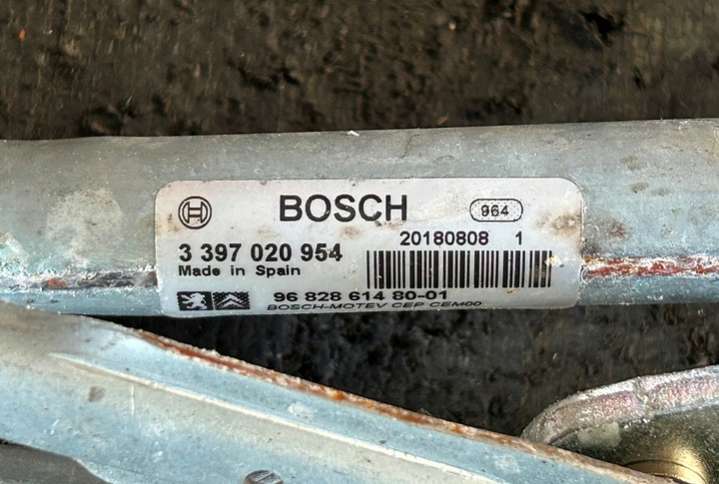 BOSCH
964
3 397 020 954
20180808 1
Made in Spain
96 828 614 80-01
BOSCH-MOTEV CEP CEM00